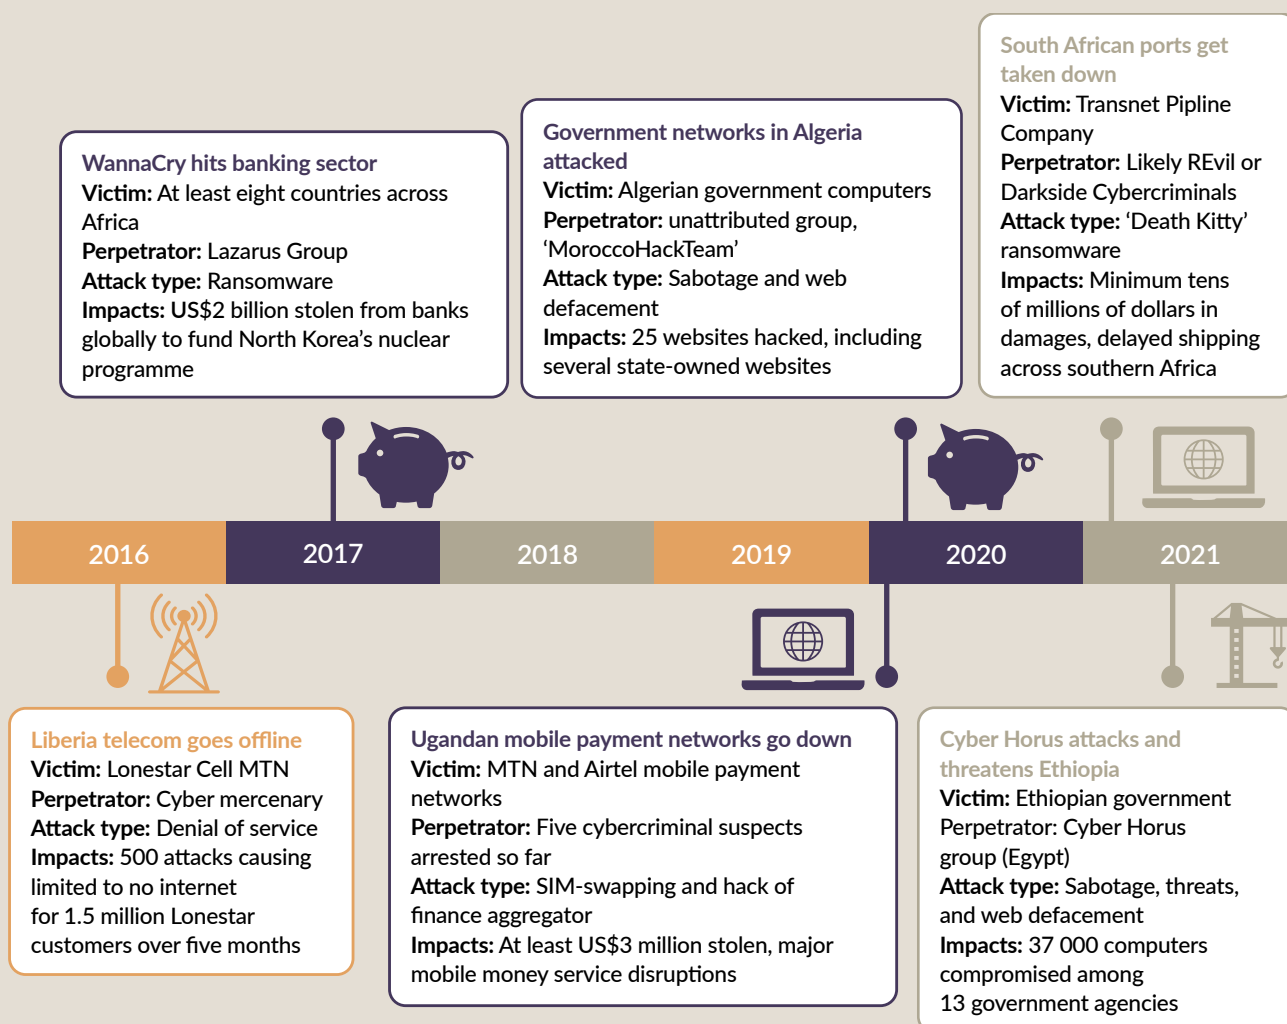 WannaCry hits banking sector
Victim: At least eight countries across
Africa
Perpetrator: Lazarus Group
Attack type: Ransomware
Impacts: US$2 billion stolen from banks
globally to fund North Korea's nuclear
programme
Government networks in Algeria
attacked
Victim: Algerian government computers
Perpetrator: unattributed group,
'MoroccoHackTeam'
Attack type: Sabotage and web
defacement
Impacts: 25 websites hacked, including
several state-owned websites
South African ports get
taken down
Victim: Transnet Pipline
Company
Perpetrator: Likely REvil or
Darkside Cybercriminals
Attack type: 'Death Kitty'
ransomware
Impacts: Minimum tens
of millions of dollars in
damages, delayed shipping
across southern Africa
2016
2017
2018
2019
2020
2021
Liberia telecom goes offline
Victim: Lonestar Cell MTN
Perpetrator: Cyber mercenary
Attack type: Denial of service
Impacts: 500 attacks causing
limited to no internet
for 1.5 million Lonestar
customers over five months
Ugandan mobile payment networks go down
Victim: MTN and Airtel mobile payment
networks
Perpetrator: Five cybercriminal suspects
arrested so far
Attack type: SIM-swapping and hack of
finance aggregator
Impacts: At least US$3 million stolen, major
mobile money service disruptions
Cyber Horus attacks and
threatens Ethiopia
Victim: Ethiopian government
Perpetrator: Cyber Horus
group (Egypt)
Attack type: Sabotage, threats,
and web defacement
Impacts: 37 000 computers
compromised among
13 government agencies